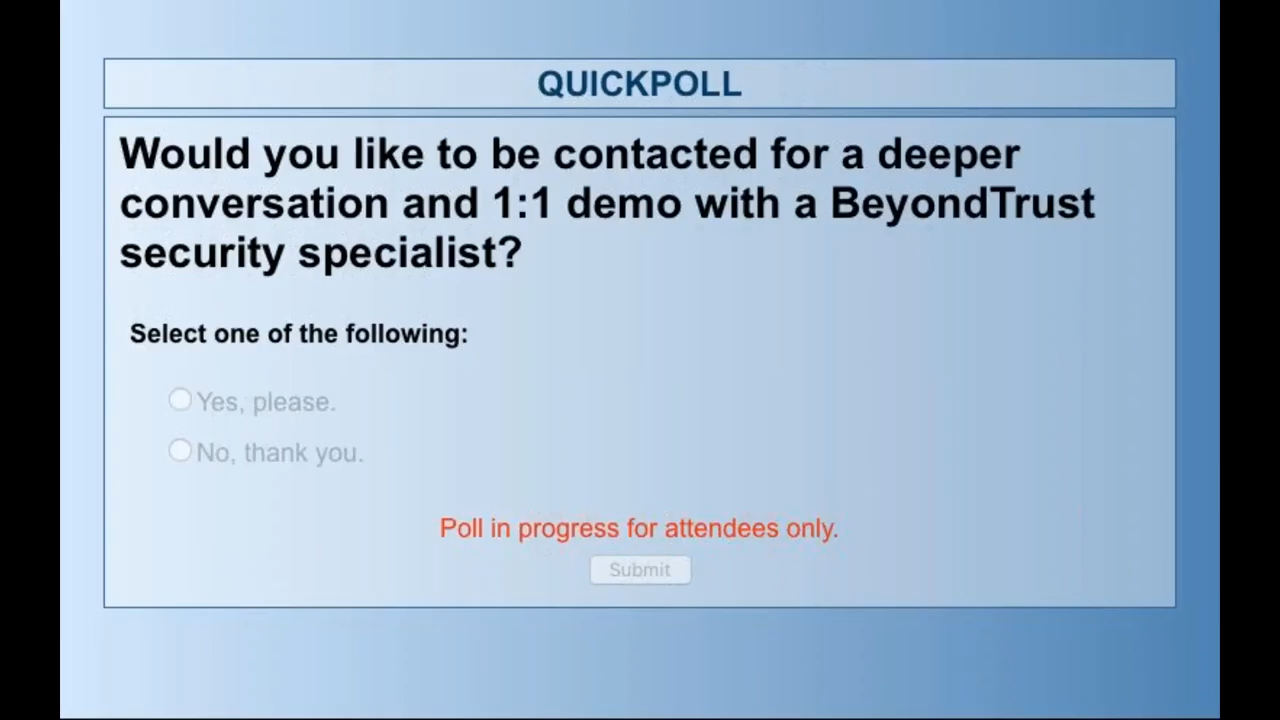 QUICKPOLL
Would you like to be contacted for a deeper
conversation and 1:1 demo with a BeyondTrust
security specialist?
Select one of the following:
Yes, please.
No, thank you.
Poll in progress for attendees only.
Submit